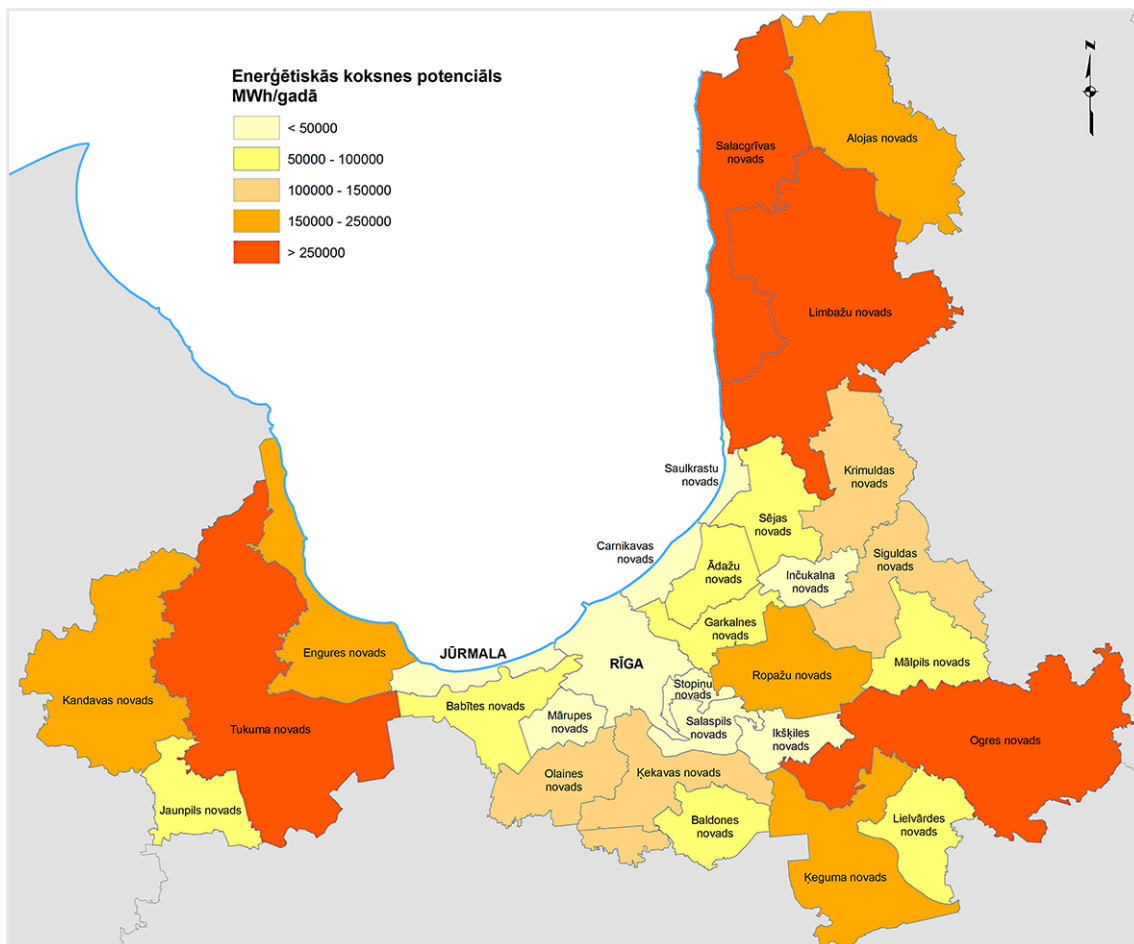 Enerģētiskās koksnes potenciāls
MWh/gadā
< 50000
50000 - 100000
100000 - 150000
150000 - 250000
> 250000
N
Salacgrīvas
novads
Alojas novads
Limbažu novads
Saulkrastu
novads
Krimuldas
novads
Sējas
novads
Carnikavas
novads
Ādažu
novads
Inčukalna
novads
Siguldas
novads
Garkalnes
novads
Mālpils novads
JŪRMALA
RĪGA
Engures novads
Ropažu novads
Stopiņu
novads
Kandavas novads
Babītes novads
Mārupes
novads
Salaspils
novads
Ikšķiles
novads
Ogres novads
Tukuma novads
Olaines
novads
Ķekavas novads
Jaunpils novads
Baldones
novads
Lielvārdes
novads
Ķeguma novads